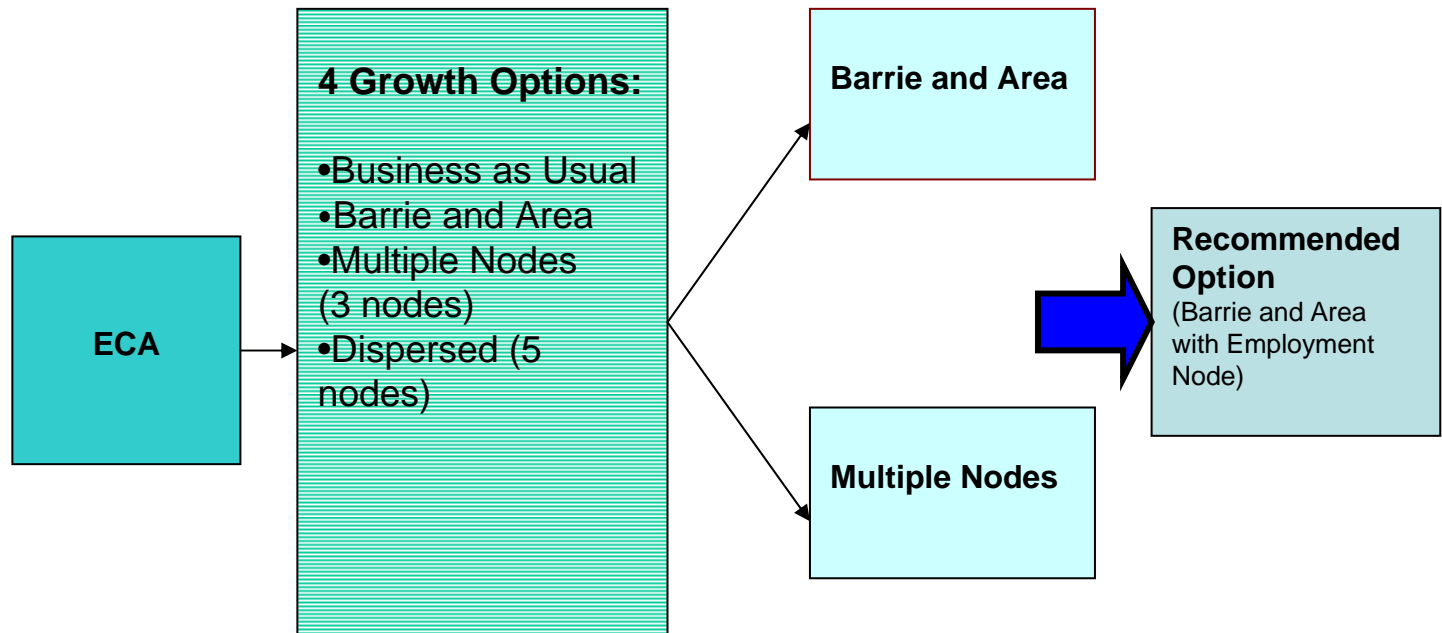 ECA
4 Growth Options:
•Business as Usual
•Barrie and Area
•Multiple Nodes
(3 nodes)
•Dispersed (5
nodes)
Barrie and Area
Multiple Nodes
Recommended
Option
(Barrie and Area
with Employment
Node)